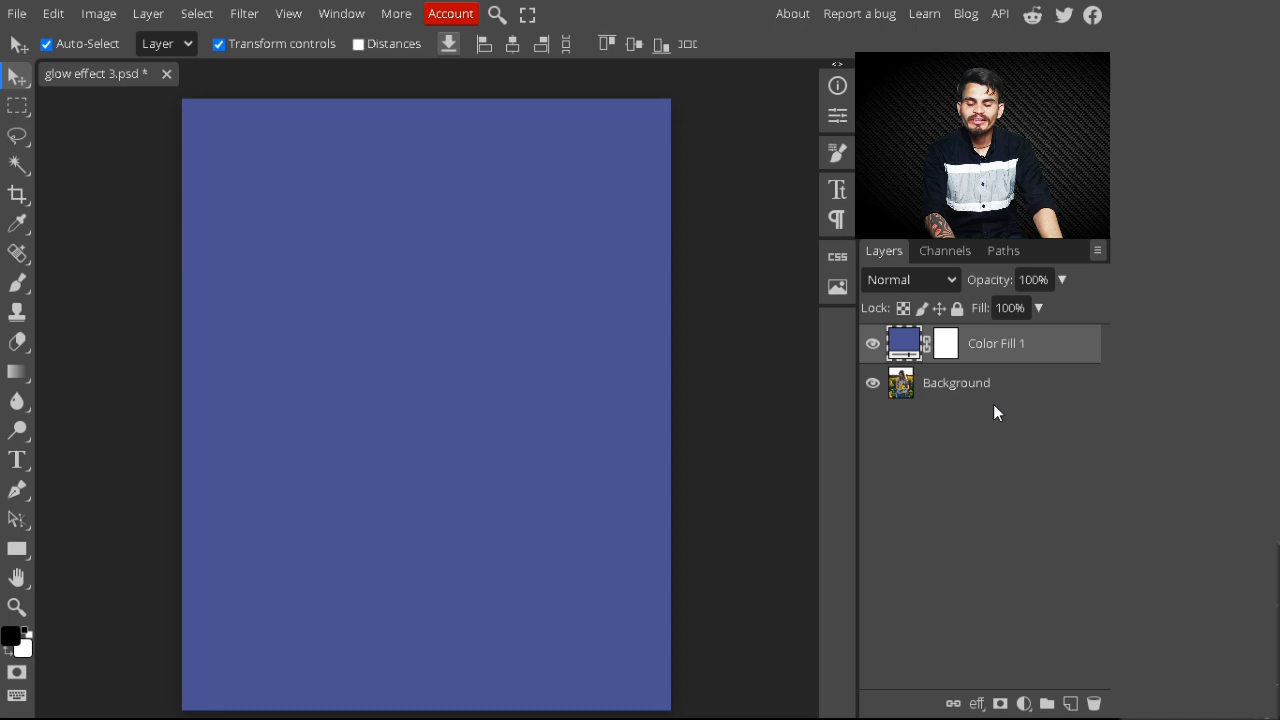 File Edit Image Layer Select Filter View Window More Account About Report a bug Learn Blog API
Auto-Select Layer Transform controls Distances
glow effect 3.psd *
Layers Channels Paths
Normal Opacity: 100%
Lock: Fill: 100%
Color Fill 1
Background
CSS
eff